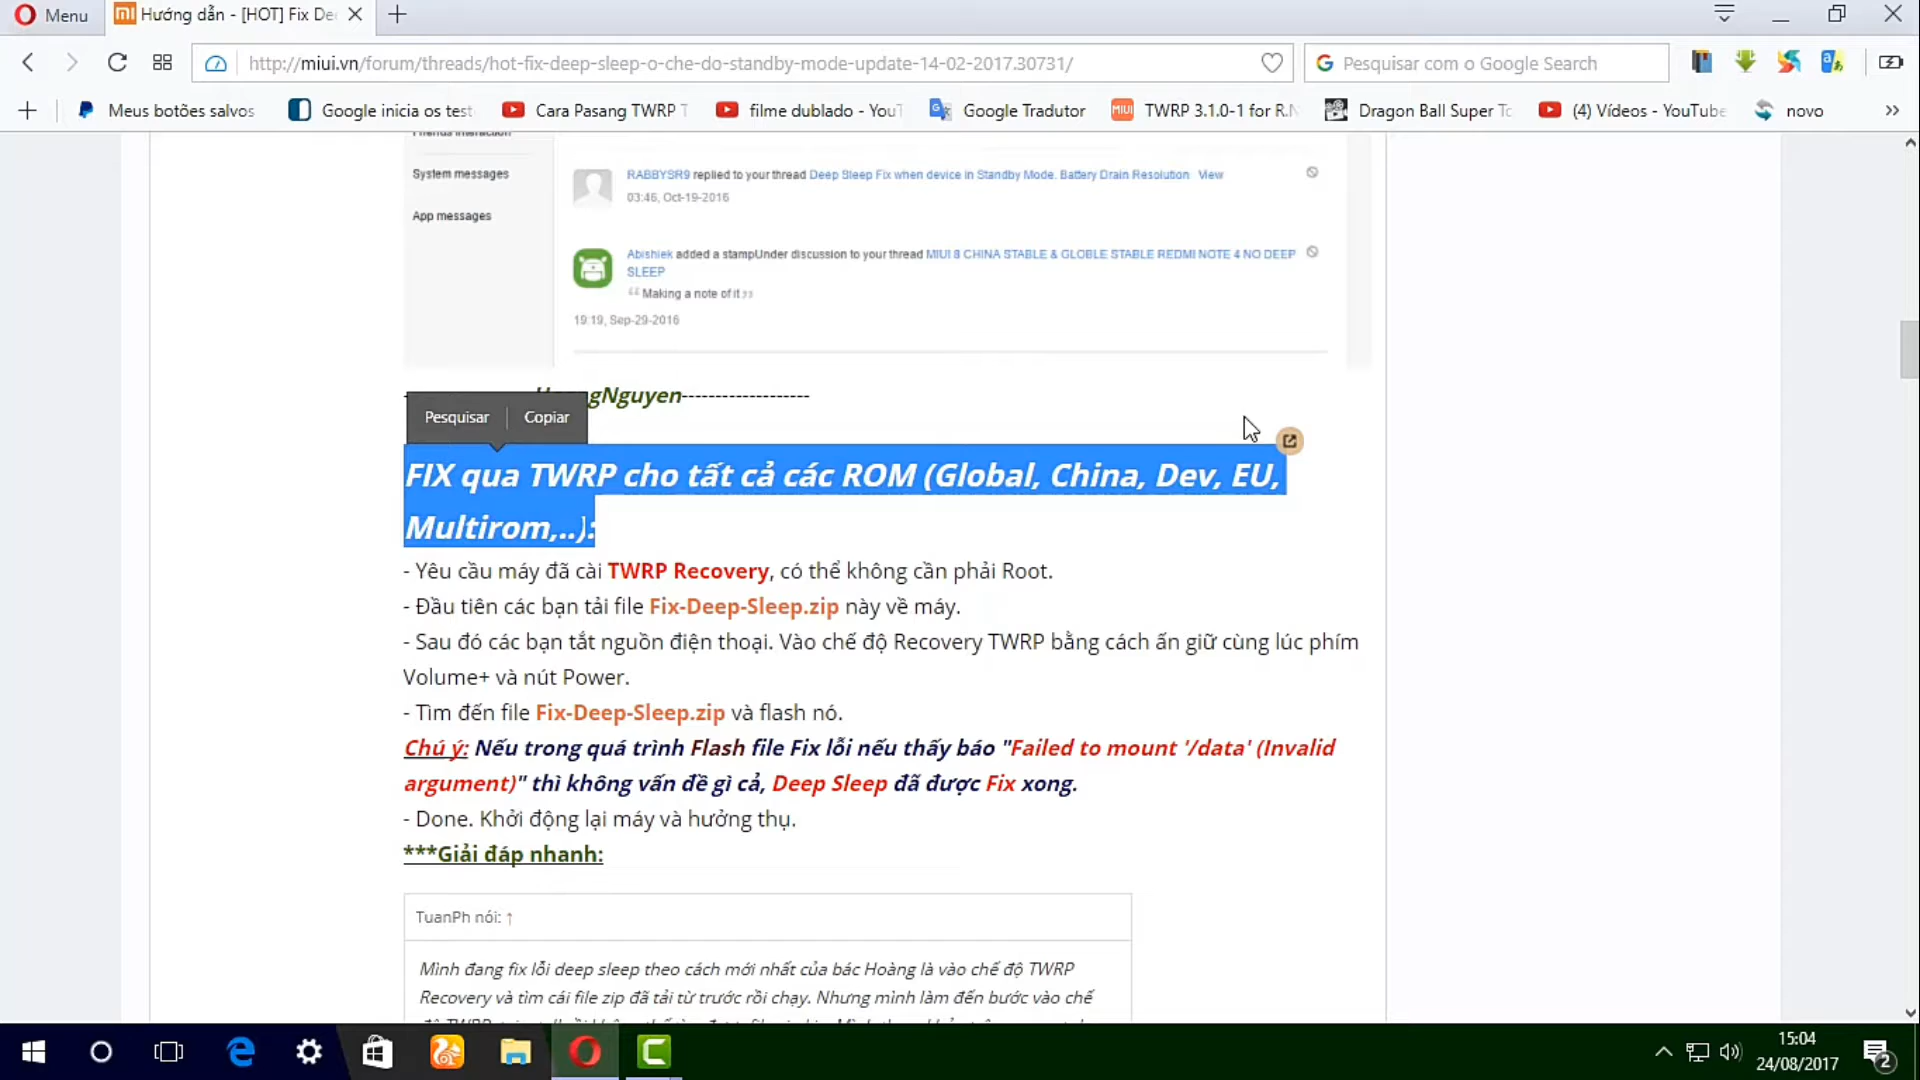 Menu
Hướng dẫn - [HOT] Fix De
http://miui.vn/forum/threads/hot-fix-deep-sleep-o-che-do-standby-mode-update-14-02-2017.30731/
Pesquisar com o Google Search
Meus botões salvos
Google inicia os test
Cara Pasang TWRP T
filme dublado - YouT
Google Tradutor
TWRP 3.1.0-1 for R.N
Dragon Ball Super To
(4) Vídeos - YouTube
novo
Friends interaction
System messages
App messages
RABBYSR9 replied to your thread Deep Sleep Fix when device in Standby Mode. Battery Drain Resolution View
03:46, Oct-19-2016
Abishiek added a stampUnder discussion to your thread MIUI 8 CHINA STABLE & GLOBLE STABLE REDMI NOTE 4 NO DEEP
SLEEP
“ Making a note of it ”
19:19, Sep-29-2016
gNguyen-------------------
Pesquisar
Copiar
FIX qua TWRP cho tất cả các ROM (Global, China, Dev, EU,
Multirom,..):
- Yêu cầu máy đã cài TWRP Recovery, có thể không cần phải Root.
- Đầu tiên các bạn tải file Fix-Deep-Sleep.zip này về máy.
- Sau đó các bạn tắt nguồn điện thoại. Vào chế độ Recovery TWRP bằng cách ấn giữ cùng lúc phím
Volume+ và nút Power.
- Tìm đến file Fix-Deep-Sleep.zip và flash nó.
Chú ý: Nếu trong quá trình Flash file Fix lỗi nếu thấy báo "Failed to mount '/data' (Invalid
argument)" thì không vấn đề gì cả, Deep Sleep đã được Fix xong.
- Done. Khởi động lại máy và hưởng thụ.
***Giải đáp nhanh:
TuanPh nói: ↑
Mình đang fix lỗi deep sleep theo cách mới nhất của bác Hoàng là vào chế độ TWRP
Recovery và tìm cái file zip đã tải từ trước rồi chạy. Nhưng mình làm đến bước vào chế
15:04
24/08/2017
2